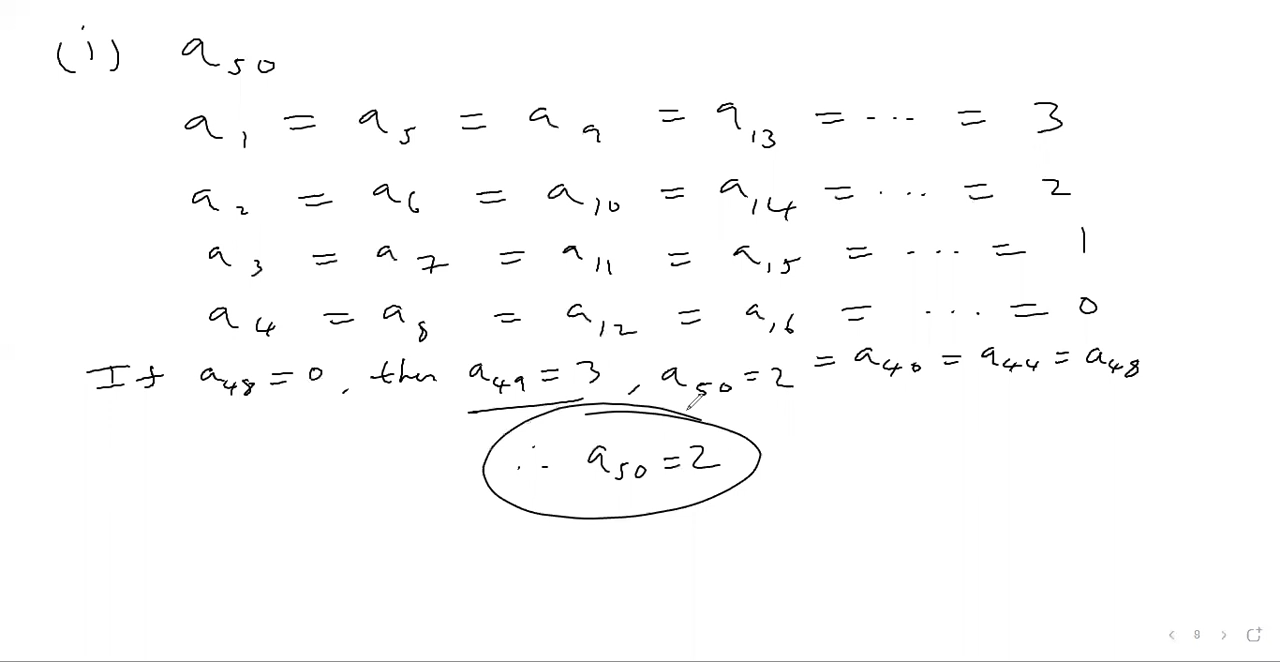 (i) a₅₀
a₁ = a₅ = a₉ = a₁₃ = ... = 3
a₂ = a₆ = a₁₀ = a₁₄ = ... = 2
a₃ = a₇ = a₁₁ = a₁₅ = ... = 1
a₄ = a₈ = a₁₂ = a₁₆ = ... = 0
If a₄₈ = 0, then a₄₉ = 3, a₅₀ = 2 = a₄₀ = a₄₄ = a₄₈
∴ a₅₀ = 2
< 8 >